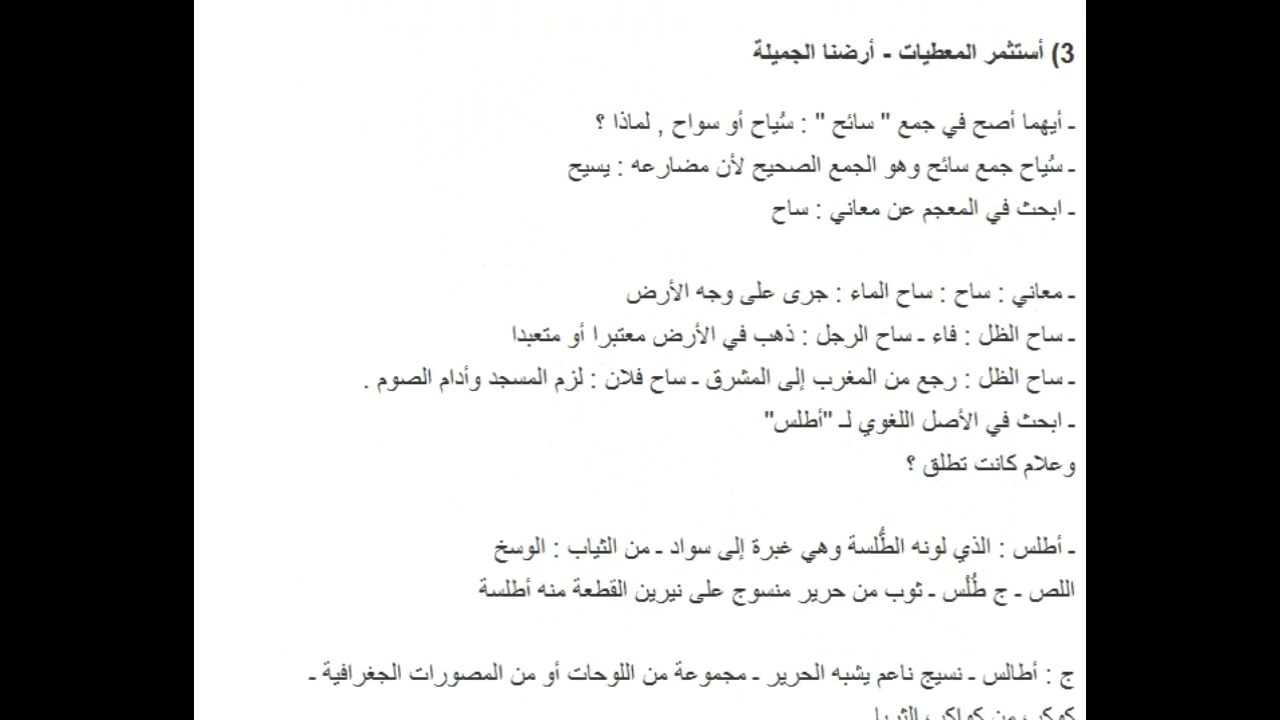 3) أستثمر المعطيات - أرضنا الجميلة
ـ أيهما أصح في جمع " سائح " : سُياح أو سواح , لماذا ؟
ـ سُياح جمع سائح وهو الجمع الصحيح لأن مضارعه : يسيح
ـ ابحث في المعجم عن معاني : ساح
ـ معاني : ساح : ساح الماء : جرى على وجه الأرض
ـ ساح الظل : فاء ـ ساح الرجل : ذهب في الأرض معتبرا أو متعبدا
ـ ساح الظل : رجع من المغرب إلى المشرق ـ ساح فلان : لزم المسجد وأدام الصوم .
ـ ابحث في الأصل اللغوي لـ "أطلس"
وعلام كانت تطلق ؟
ـ أطلس : الذي لونه الطُّلسة وهي غبرة إلى سواد ـ من الثياب : الوسخ
اللص ـ ج طُلْس ـ ثوب من حرير منسوج على نيرين القطعة منه أطلسة
ج : أطالس ـ نسيج ناعم يشبه الحرير ـ مجموعة من اللوحات أو من المصورات الجغرافية ـ
كوكب من كواكب الثريا